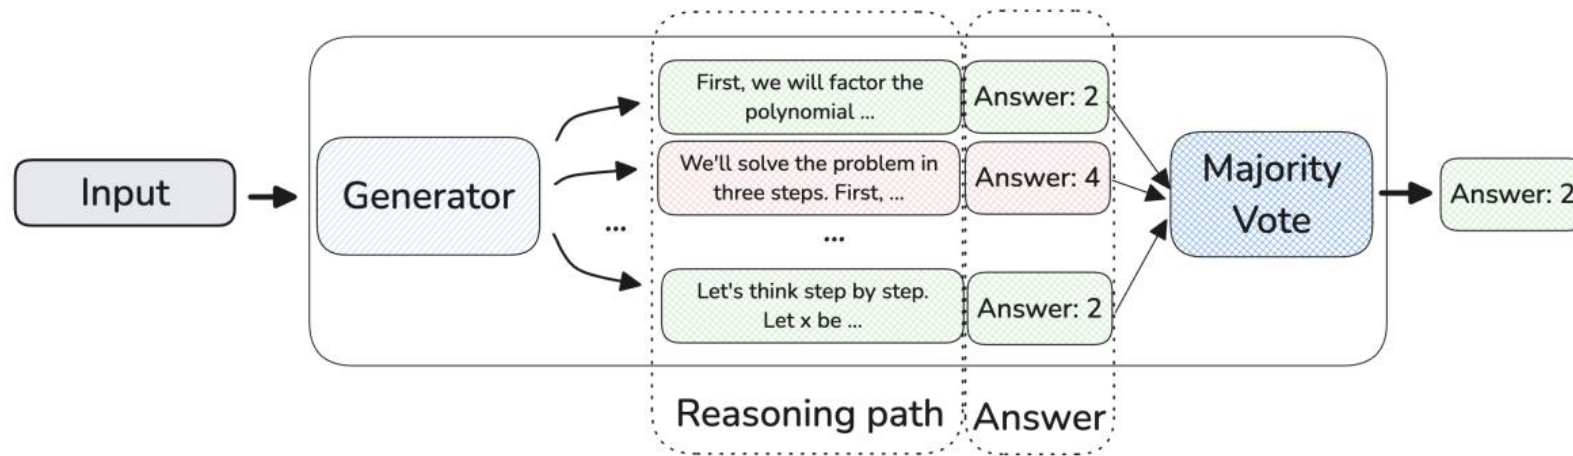 Input
Generator
...
First, we will factor the
polynomial ...
Answer: 2
We'll solve the problem in
three steps. First, ...
Answer: 4
...
Let's think step by step.
Let x be ...
Answer: 2
Majority
Vote
Answer: 2
Reasoning path
Answer